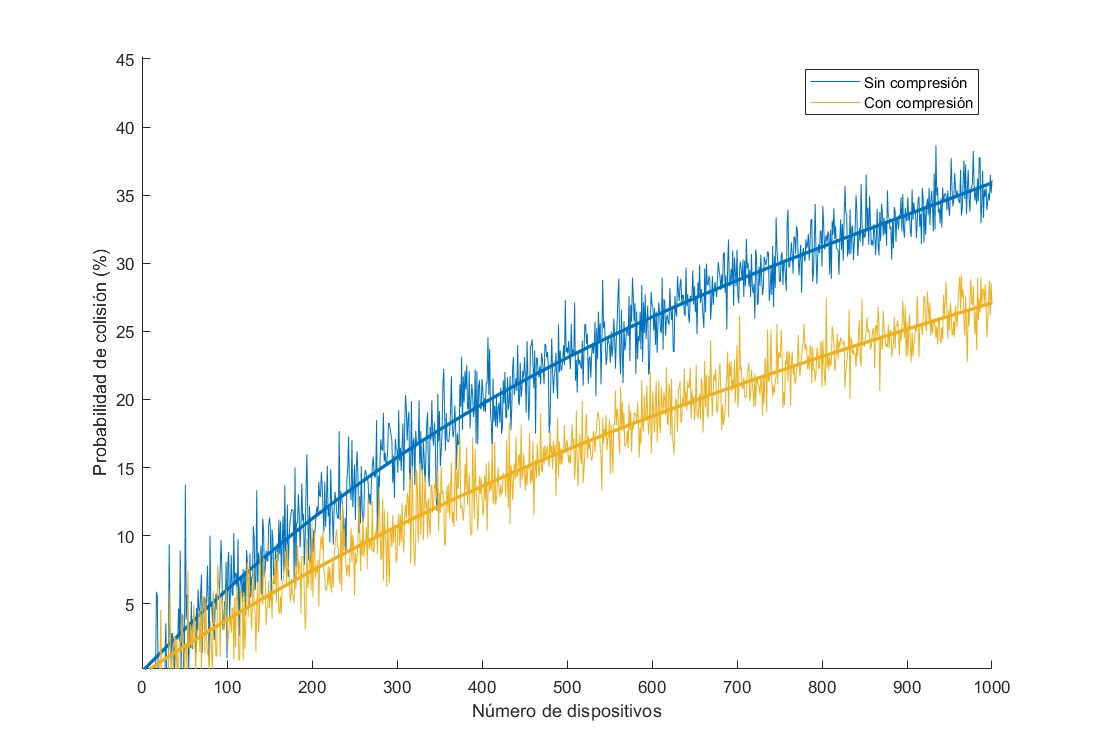 45
40
35
30
25
20
15
10
5
0 100 200 300 400 500 600 700 800 900 1000
Probabilidad de colisión (%)
Número de dispositivos
Sin compresión
Con compresión